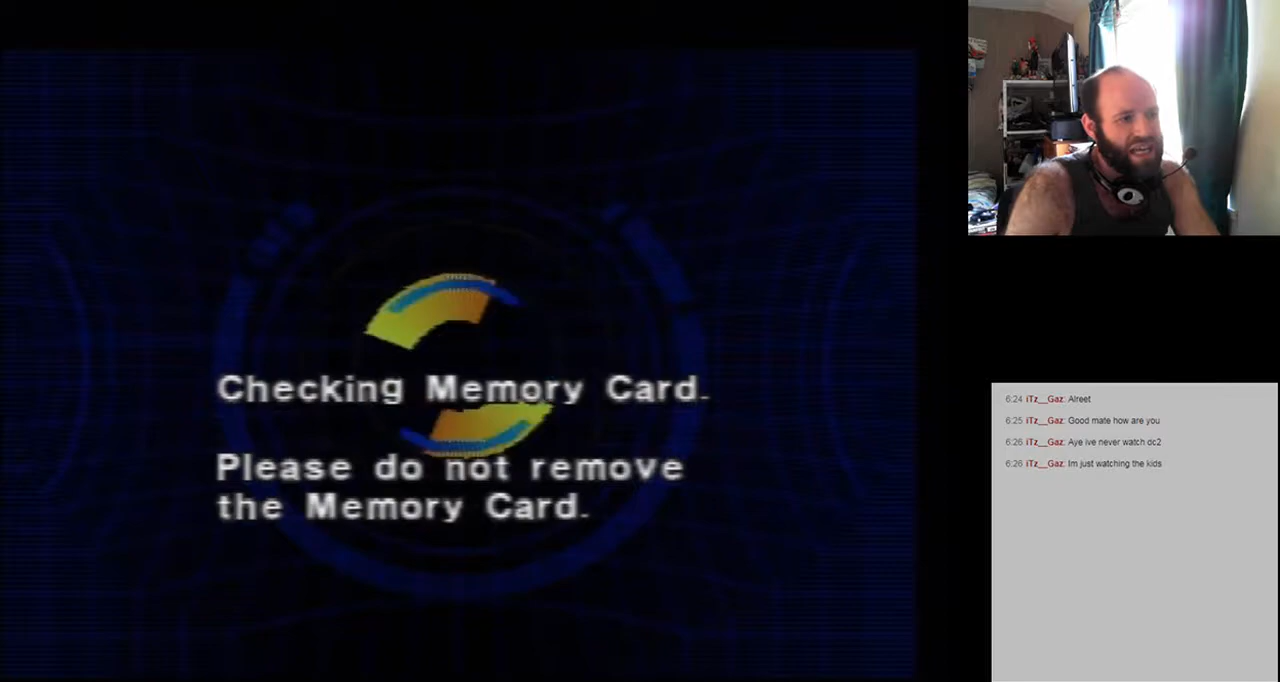 Checking Memory Card.
Please do not remove
the Memory Card.
6:24 iTz__Gaz: Alreet
6:25 iTz__Gaz: Good mate how are you
6:26 iTz__Gaz: Aye ive never watch dc2
6:26 iTz__Gaz: Im just watching the kids